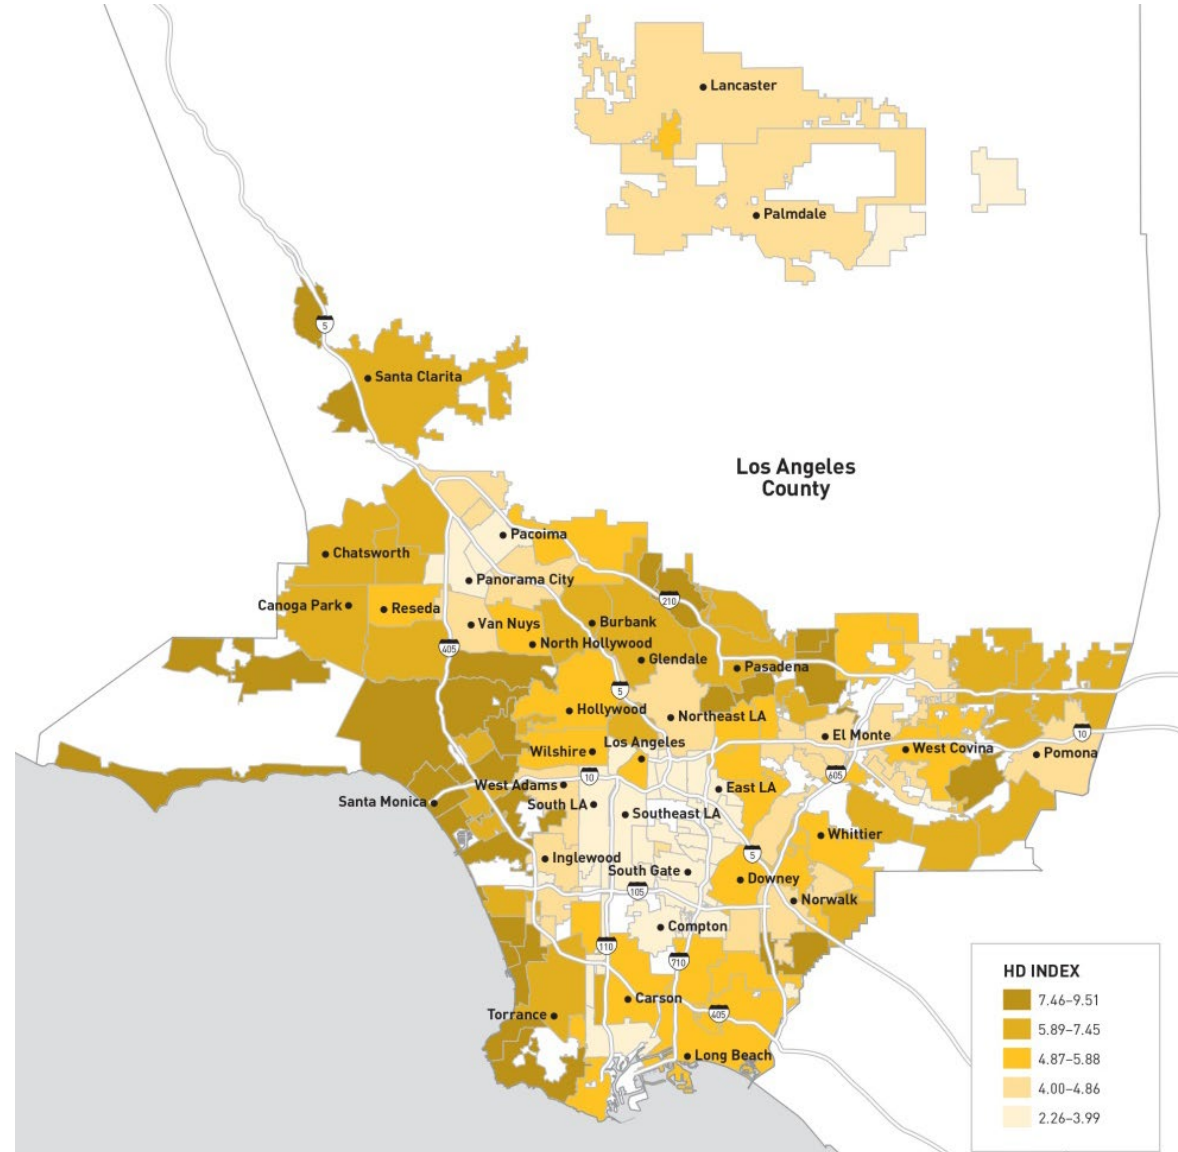 Lancaster
Palmdale
5
Santa Clarita
Los Angeles
County
Pacoima
Chatsworth
Panorama City
210
Canoga Park
Reseda
Van Nuys
Burbank
405
North Hollywood
Glendale
Pasadena
5
Hollywood
Northeast LA
Wilshire
Los Angeles
El Monte
West Covina
10
Pomona
10
605
West Adams
East LA
Santa Monica
South LA
Southeast LA
Whittier
Inglewood
5
South Gate
Downey
105
Norwalk
Compton
110
710
Carson
405
Torrance
Long Beach
HD INDEX
7.46–9.51
5.89–7.45
4.87–5.88
4.00–4.86
2.26–3.99